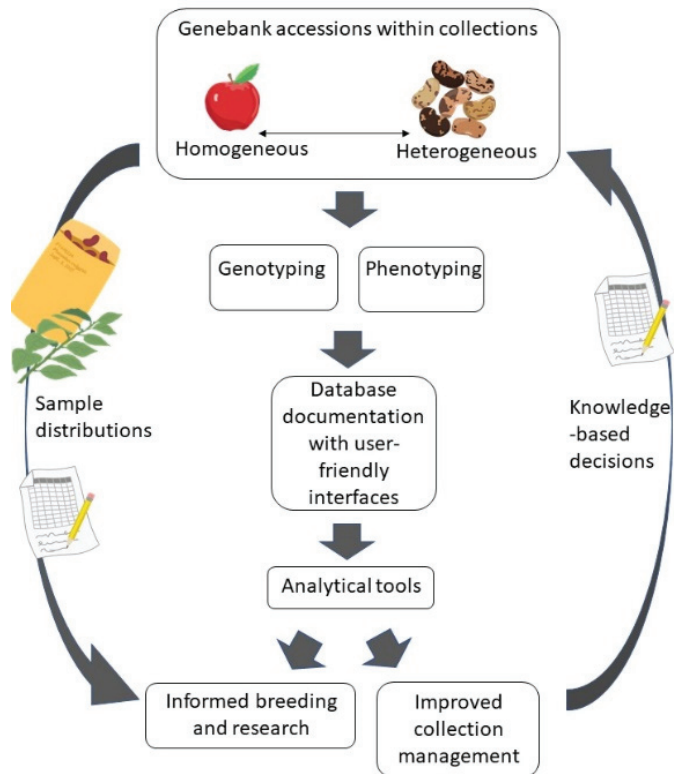 Genebank accessions within collections
Homogeneous
Heterogeneous
Genotyping
Phenotyping
Sample
distributions
Database
documentation
with user-
friendly
interfaces
Knowledge
-based
decisions
Analytical tools
Informed breeding
and research
Improved
collection
management